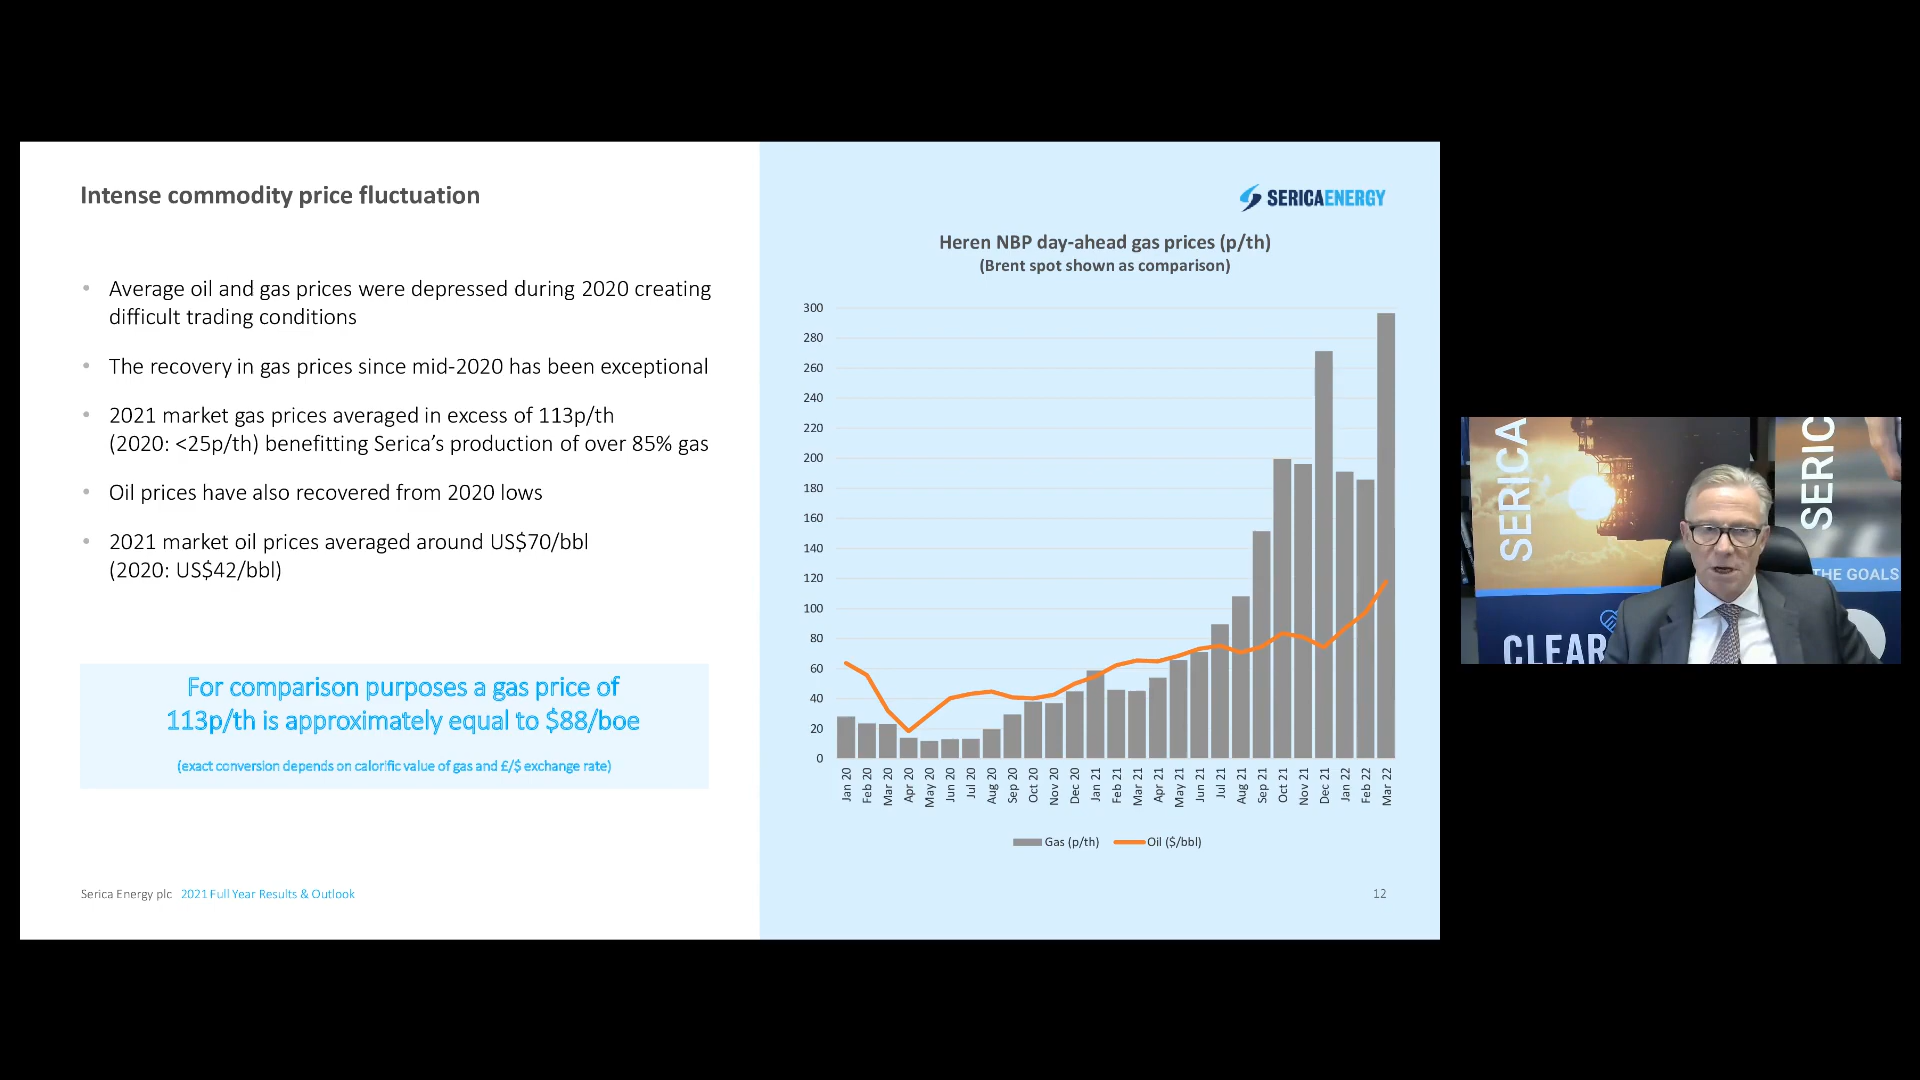 Intense commodity price fluctuation
• Average oil and gas prices were depressed during 2020 creating
difficult trading conditions
• The recovery in gas prices since mid-2020 has been exceptional
• 2021 market gas prices averaged in excess of 113p/th
(2020: <25p/th) benefitting Serica’s production of over 85% gas
• Oil prices have also recovered from 2020 lows
• 2021 market oil prices averaged around US$70/bbl
(2020: US$42/bbl)
For comparison purposes a gas price of
113p/th is approximately equal to $88/boe
(exact conversion depends on calorific value of gas and £/$ exchange rate)
Serica Energy plc 2021 Full Year Results & Outlook
SERICAENERGY
Heren NBP day-ahead gas prices (p/th)
(Brent spot shown as comparison)
300
280
260
240
220
200
180
160
140
120
100
80
60
40
20
0
Jan 20
Feb 20
Mar 20
Apr 20
May 20
Jun 20
Jul 20
Aug 20
Sep 20
Oct 20
Nov 20
Dec 20
Jan 21
Feb 21
Mar 21
Apr 21
May 21
Jun 21
Jul 21
Aug 21
Sep 21
Oct 21
Nov 21
Dec 21
Jan 22
Feb 22
Mar 22
Gas (p/th) Oil ($/bbl)
12
SERICA
SERIC
THE GOALS
CLEAR